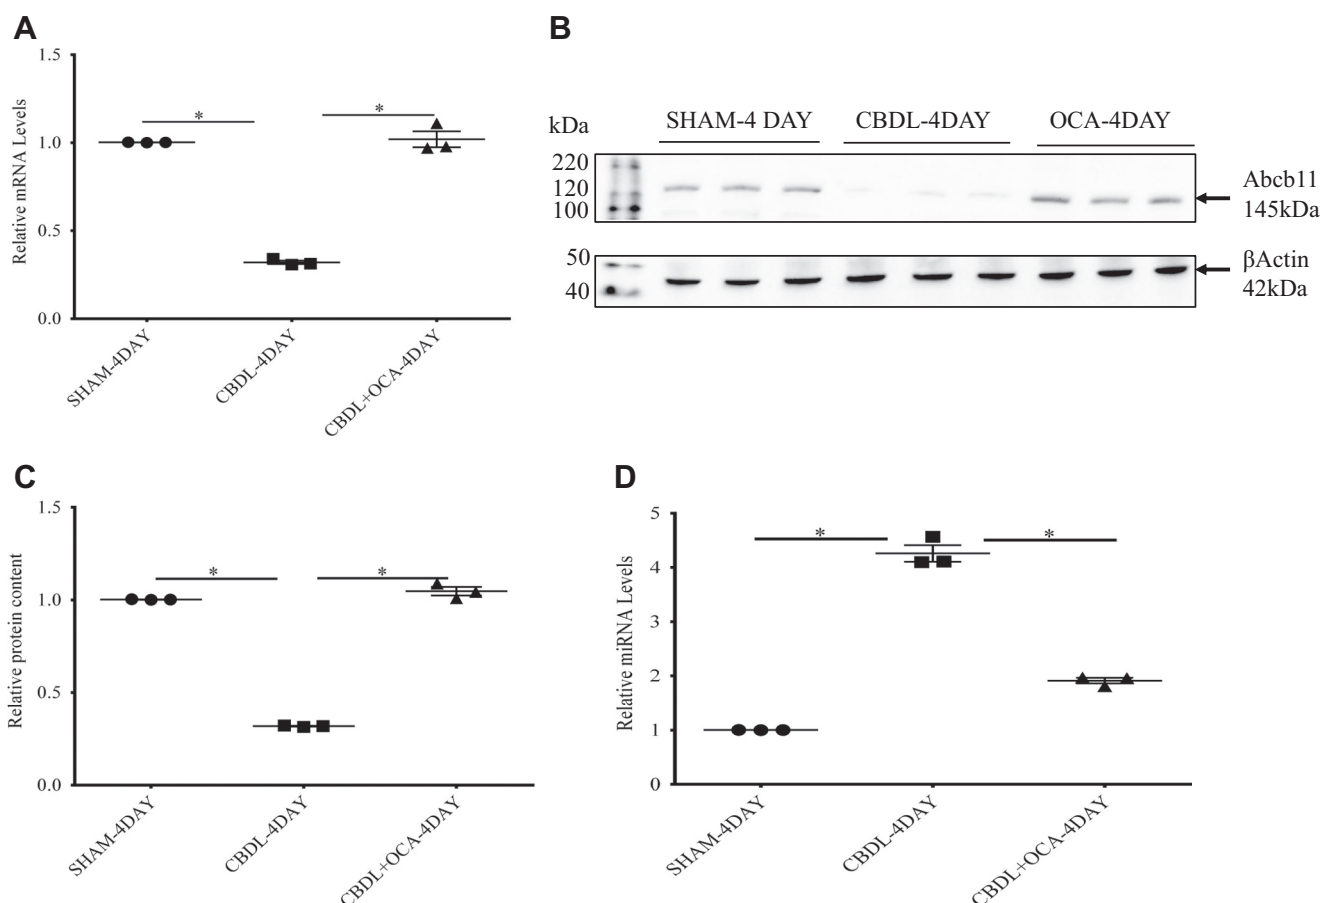 A
1.5
1.0
0.5
0.0
Relative mRNA Levels
*
*
SHAM-4DAY
CBDL-4DAY
CBDL+OCA-4DAY
B
kDa
SHAM-4 DAY
CBDL-4DAY
OCA-4DAY
220
120
100
Abcb11
145kDa
50
40
βActin
42kDa
C
1.5
1.0
0.5
0.0
Relative protein content
*
*
SHAM-4DAY
CBDL-4DAY
CBDL+OCA-4DAY
D
5
4
3
2
1
0
Relative miRNA Levels
*
*
SHAM-4DAY
CBDL-4DAY
CBDL+OCA-4DAY